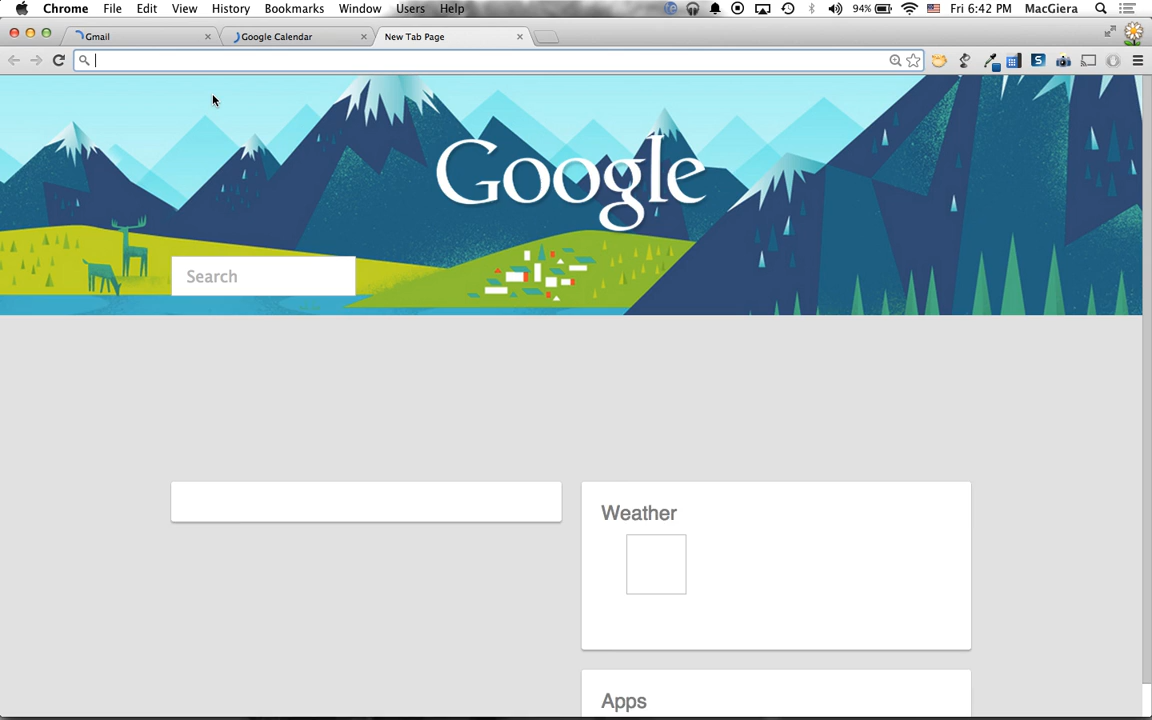 Chrome File Edit View History Bookmarks Window Users Help 94% Fri 6:42 PM MacGiera
Gmail Google Calendar New Tab Page
Google
Search
Weather
Apps